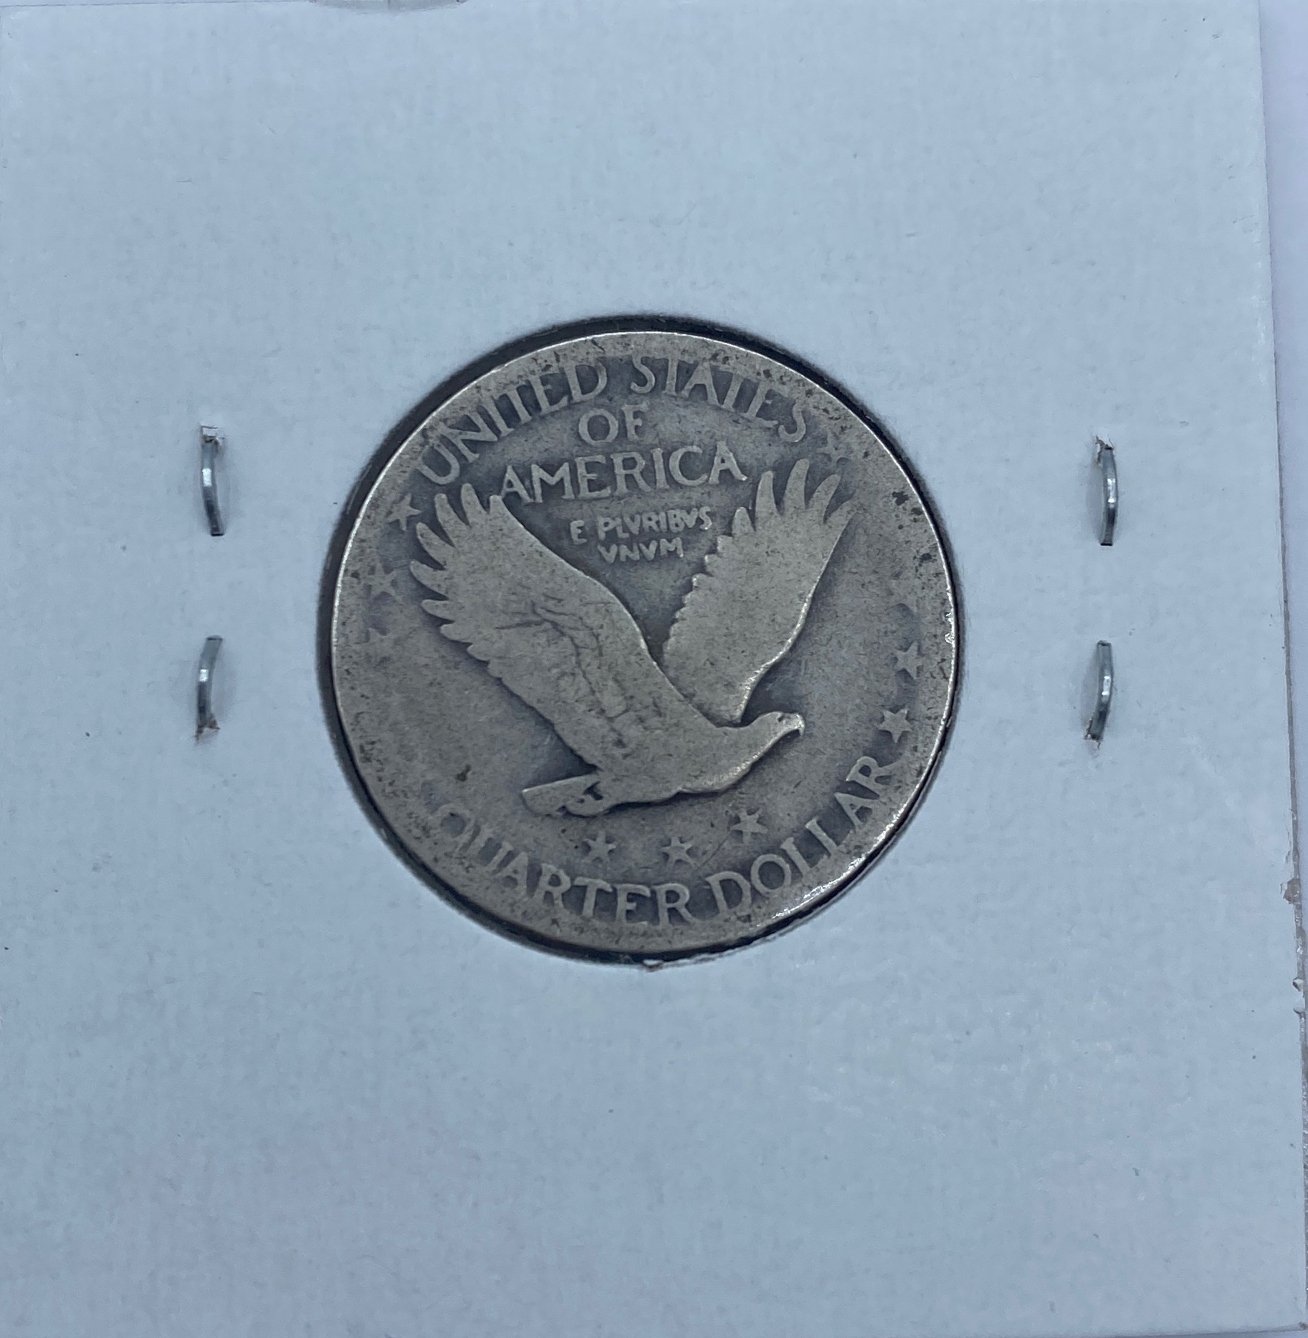 UNITED STATES
OF
AMERICA
E PLVRIBVS
VNVM
QUARTER DOLLAR